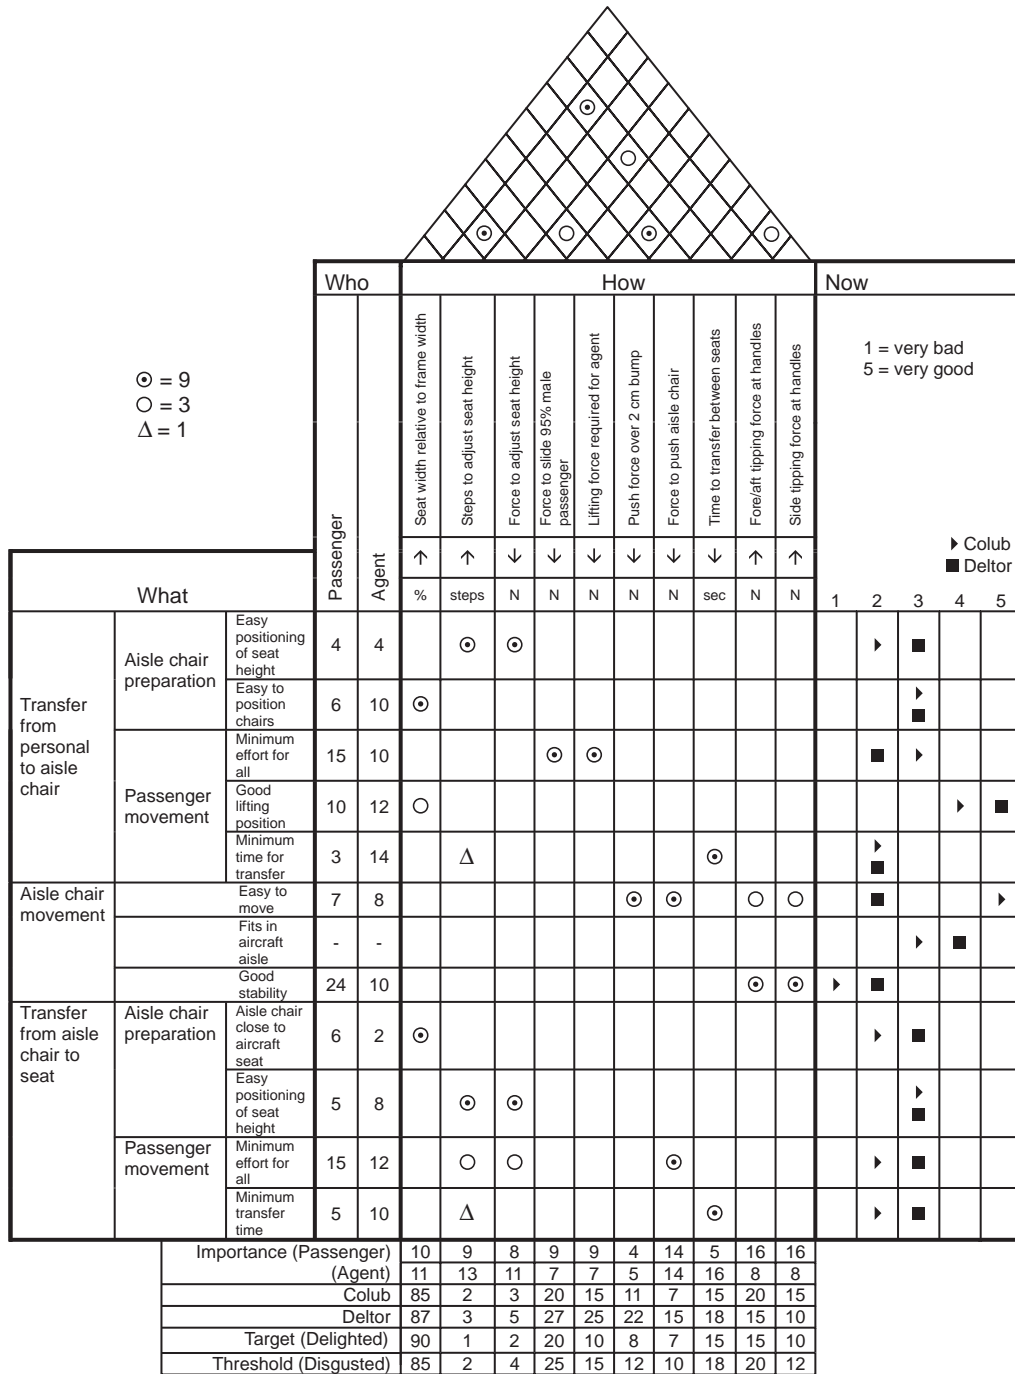 Who
How
Now
⊙ = 9
○ = 3
Δ = 1
1 = very bad
5 = very good
Passenger
Agent
Seat width relative to frame width
Steps to adjust seat height
Force to adjust seat height
Force to slide 95% male
passenger
Lifting force required for agent
Push force over 2 cm bump
Force to push aisle chair
Time to transfer between seats
Fore/aft tipping force at handles
Side tipping force at handles
Colub
Deltor
↑ ↑ ↓ ↓ ↓ ↓ ↓ ↓ ↑ ↑
What
% steps N N N N N sec N N
1 2 3 4 5
Transfer
from
personal
to aisle
chair
Aisle chair
preparation
Easy
positioning
of seat
height
4 4 ⊙ ⊙
Easy to
position
chairs
6 10 ⊙
Passenger
movement
Minimum
effort for
all
15 10 ⊙ ⊙
Good
lifting
position
10 12 ○
Minimum
time for
transfer
3 14 Δ ⊙
Aisle chair
movement
Easy to
move
7 8 ⊙ ⊙ ○ ○
Fits in
aircraft
aisle
- -
Good
stability
24 10 ⊙ ⊙
Transfer
from aisle
chair to
seat
Aisle chair
preparation
Aisle chair
close to
aircraft
seat
6 2 ⊙
Easy
positioning
of seat
height
5 8 ⊙ ⊙
Passenger
movement
Minimum
effort for
all
15 12 ○ ○ ⊙
Minimum
transfer
time
5 10 Δ ⊙
Importance (Passenger) 10 9 8 9 9 4 14 5 16 16
(Agent) 11 13 11 7 7 5 14 16 8 8
Colub 85 2 3 20 15 11 7 15 20 15
Deltor 87 3 5 27 25 22 15 18 15 10
Target (Delighted) 90 1 2 20 10 8 7 15 15 10
Threshold (Disgusted) 85 2 4 25 15 12 10 18 20 12